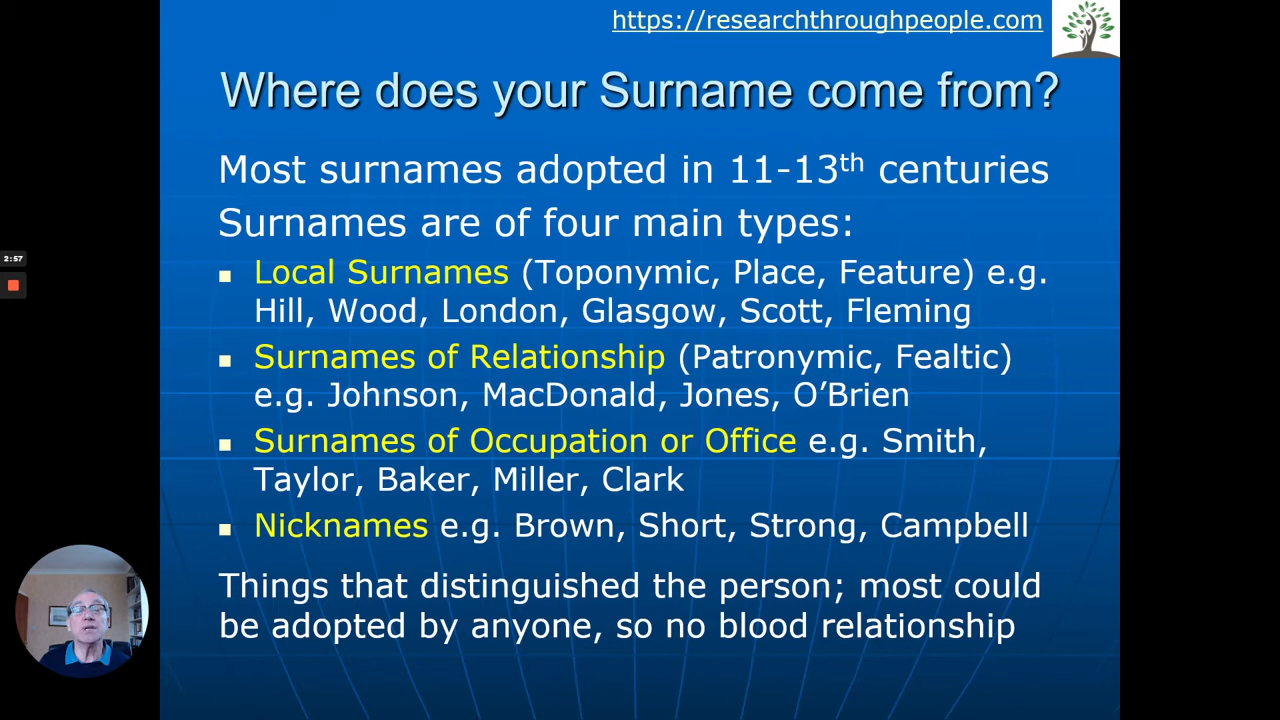 https://researchthroughpeople.com
Where does your Surname come from?
Most surnames adopted in 11-13th centuries
Surnames are of four main types:
Local Surnames (Toponymic, Place, Feature) e.g.
Hill, Wood, London, Glasgow, Scott, Fleming
Surnames of Relationship (Patronymic, Fealtic)
e.g. Johnson, MacDonald, Jones, O’Brien
Surnames of Occupation or Office e.g. Smith,
Taylor, Baker, Miller, Clark
Nicknames e.g. Brown, Short, Strong, Campbell
Things that distinguished the person; most could
be adopted by anyone, so no blood relationship
2:57